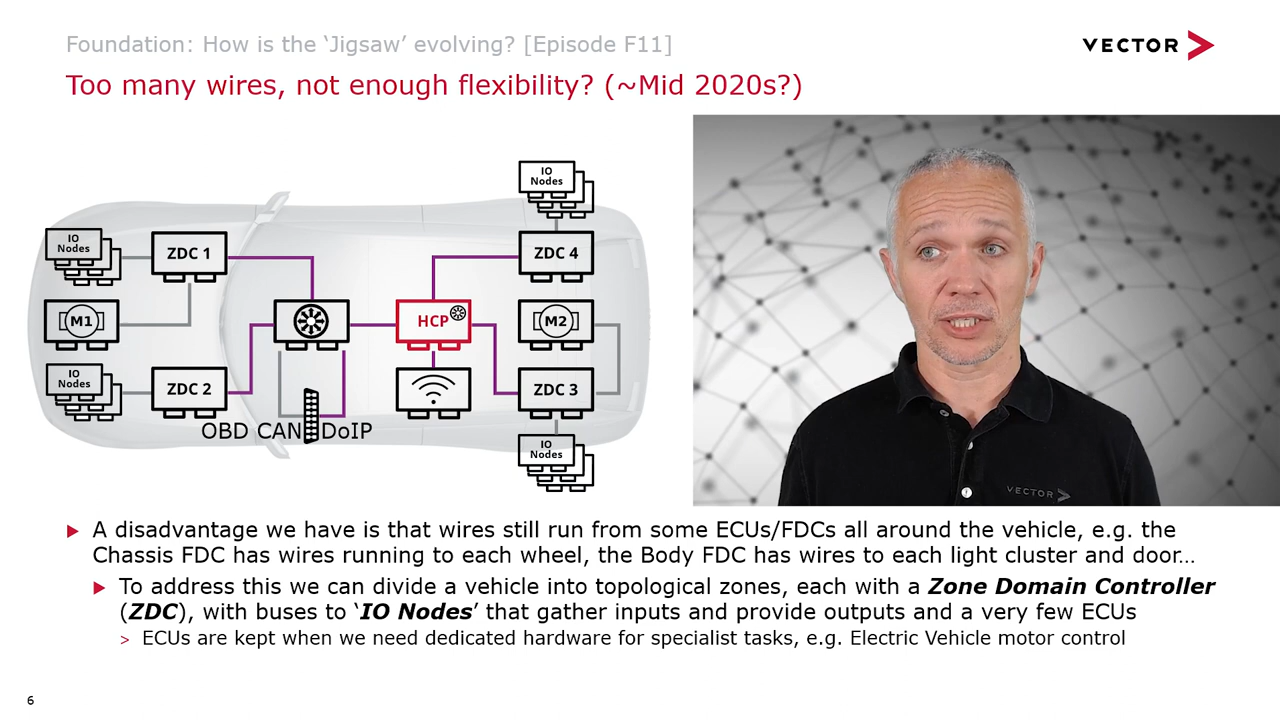 Foundation: How is the ‘Jigsaw’ evolving? [Episode F11]
VECTOR
Too many wires, not enough flexibility? (~Mid 2020s?)
IO
Nodes
IO
Nodes
ZDC 1
ZDC 4
M1
HCP
M2
IO
Nodes
ZDC 2
ZDC 3
OBD CAN DoIP
IO
Nodes
VECTOR
A disadvantage we have is that wires still run from some ECUs/FDCs all around the vehicle, e.g. the
Chassis FDC has wires running to each wheel, the Body FDC has wires to each light cluster and door…
To address this we can divide a vehicle into topological zones, each with a Zone Domain Controller
(ZDC), with buses to ‘IO Nodes’ that gather inputs and provide outputs and a very few ECUs
> ECUs are kept when we need dedicated hardware for specialist tasks, e.g. Electric Vehicle motor control
6